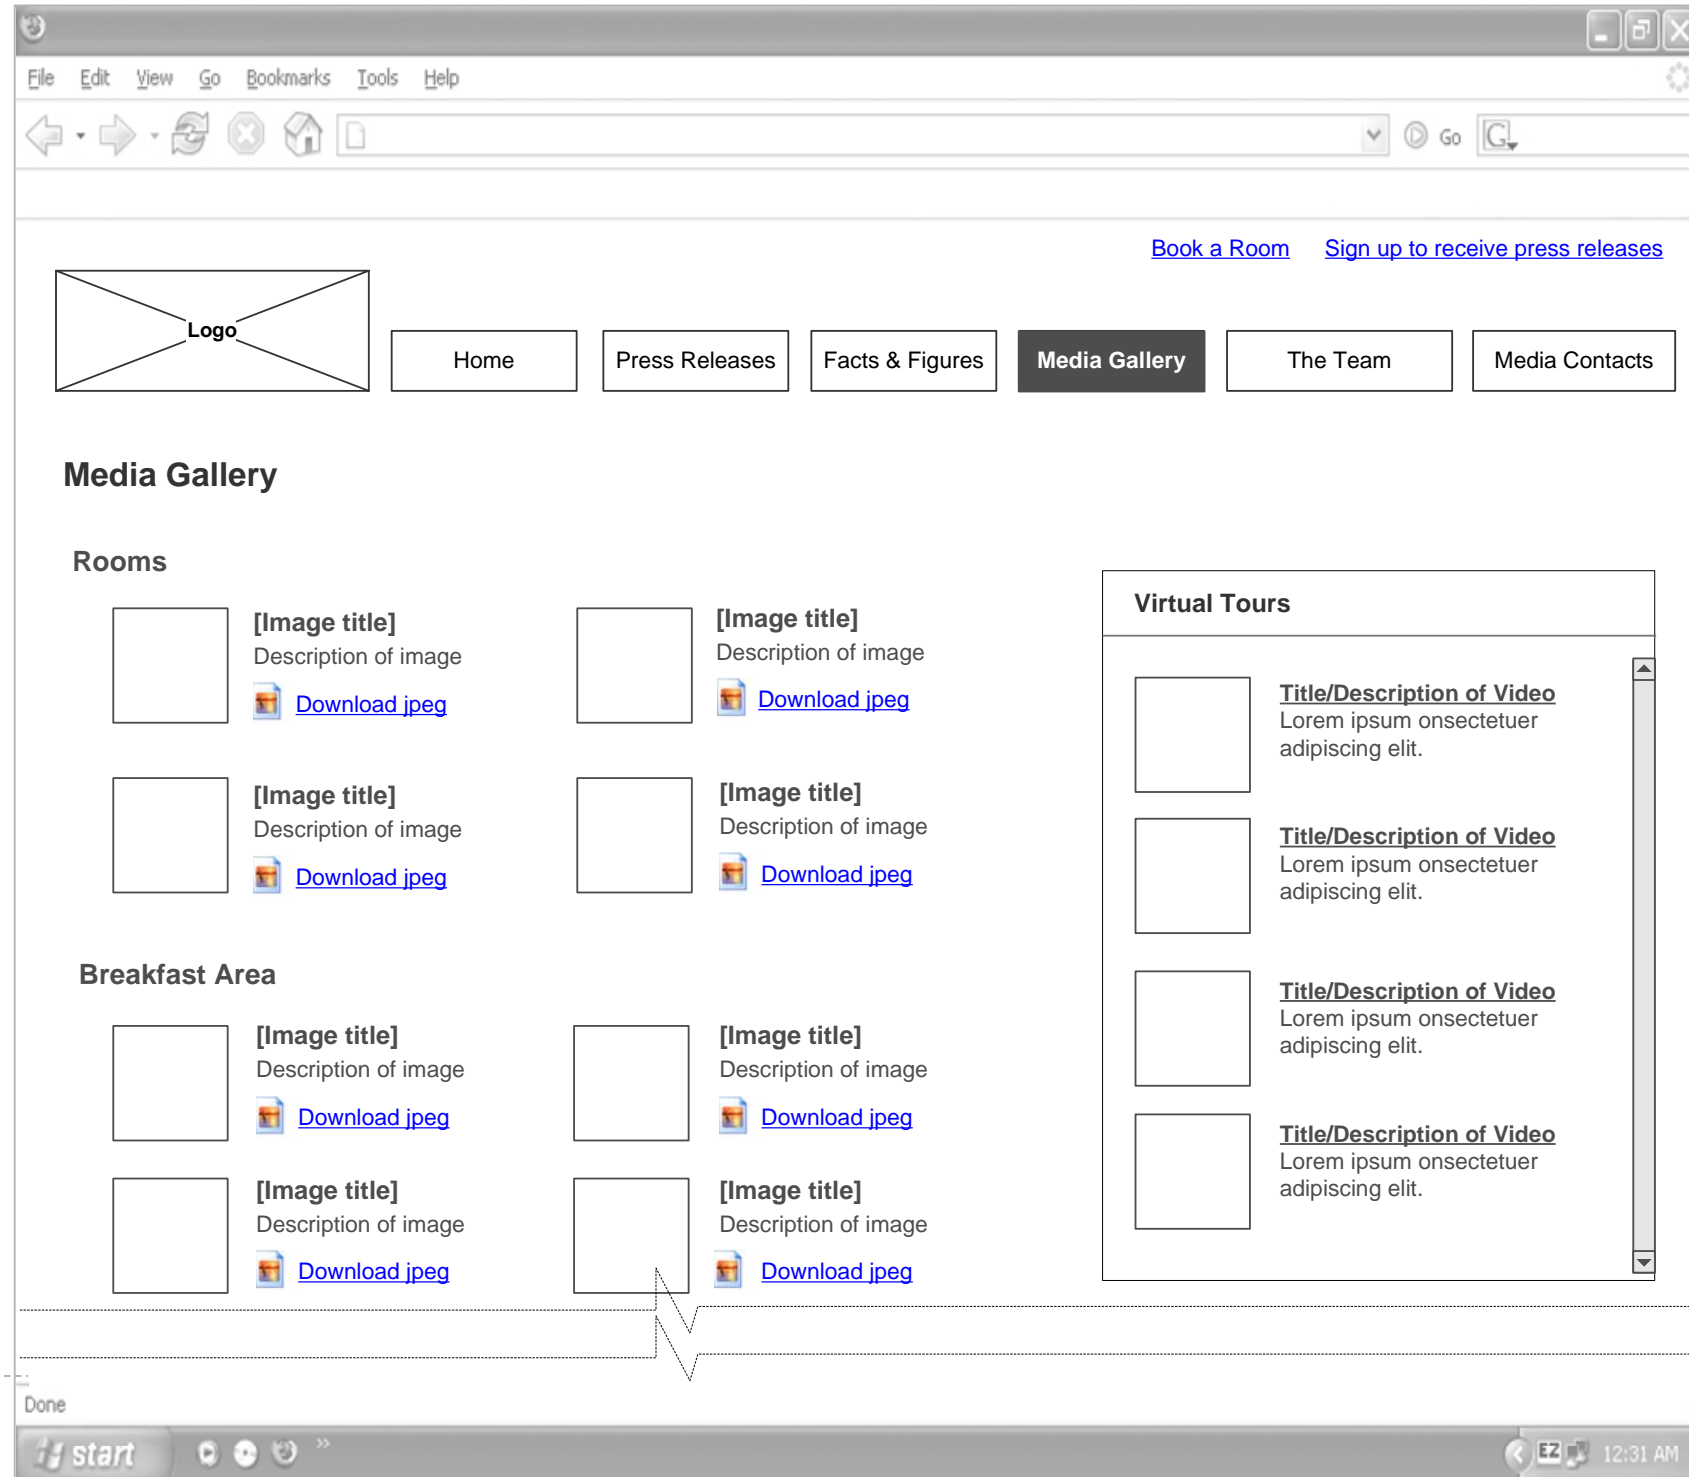 File Edit View Go Bookmarks Tools Help
Go G
Book a Room Sign up to receive press releases
Logo
Home Press Releases Facts & Figures Media Gallery The Team Media Contacts
Media Gallery
Rooms
[Image title]
Description of image
Download jpeg
[Image title]
Description of image
Download jpeg
[Image title]
Description of image
Download jpeg
[Image title]
Description of image
Download jpeg
Breakfast Area
[Image title]
Description of image
Download jpeg
[Image title]
Description of image
Download jpeg
[Image title]
Description of image
Download jpeg
[Image title]
Description of image
Download jpeg
Virtual Tours
Title/Description of Video
Lorem ipsum onsectetuer
adipiscing elit.
Title/Description of Video
Lorem ipsum onsectetuer
adipiscing elit.
Title/Description of Video
Lorem ipsum onsectetuer
adipiscing elit.
Title/Description of Video
Lorem ipsum onsectetuer
adipiscing elit.
Done
start EZ 12:31 AM